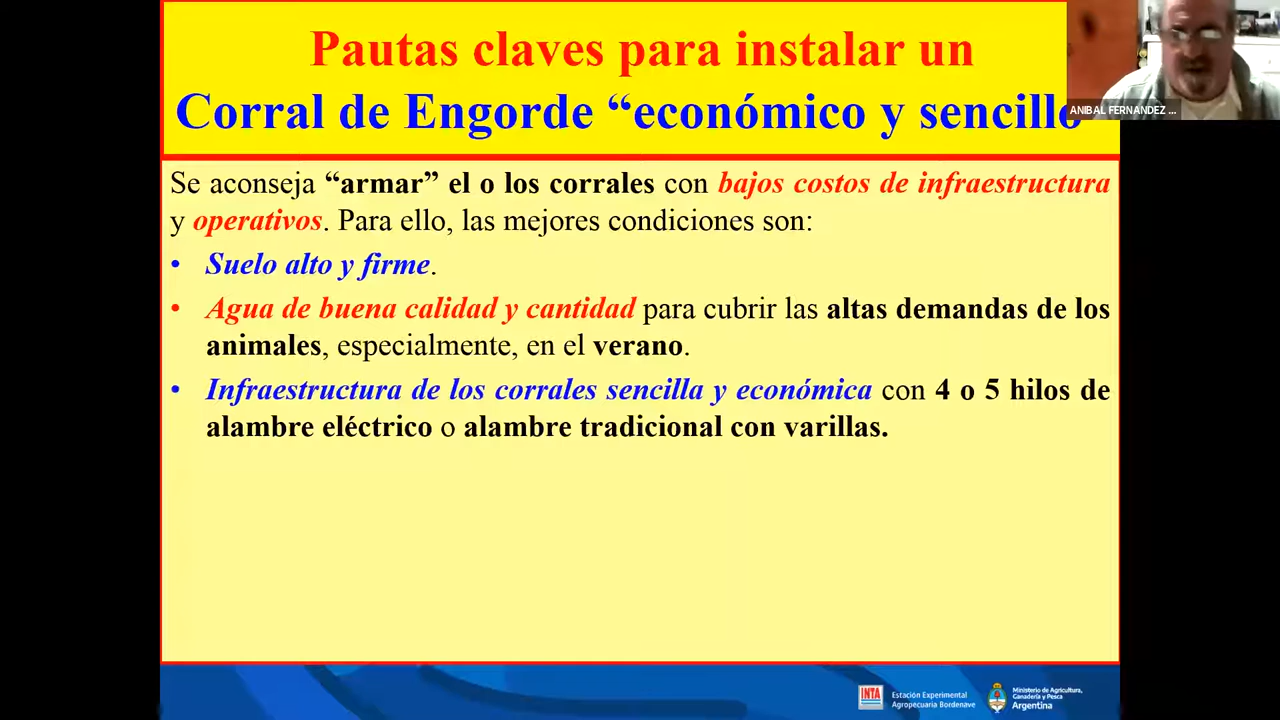 Pautas claves para instalar un
Corral de Engorde “económico y sencillo
ANIBAL FERNANDEZ ...
Se aconseja “armar” el o los corrales con bajos costos de infraestructura
y operativos. Para ello, las mejores condiciones son:
• Suelo alto y firme.
• Agua de buena calidad y cantidad para cubrir las altas demandas de los
animales, especialmente, en el verano.
• Infraestructura de los corrales sencilla y económica con 4 o 5 hilos de
alambre eléctrico o alambre tradicional con varillas.
INTA
Estación Experimental
Agropecuaria Bordenave
Ministerio de Agricultura,
Ganadería y Pesca
Argentina